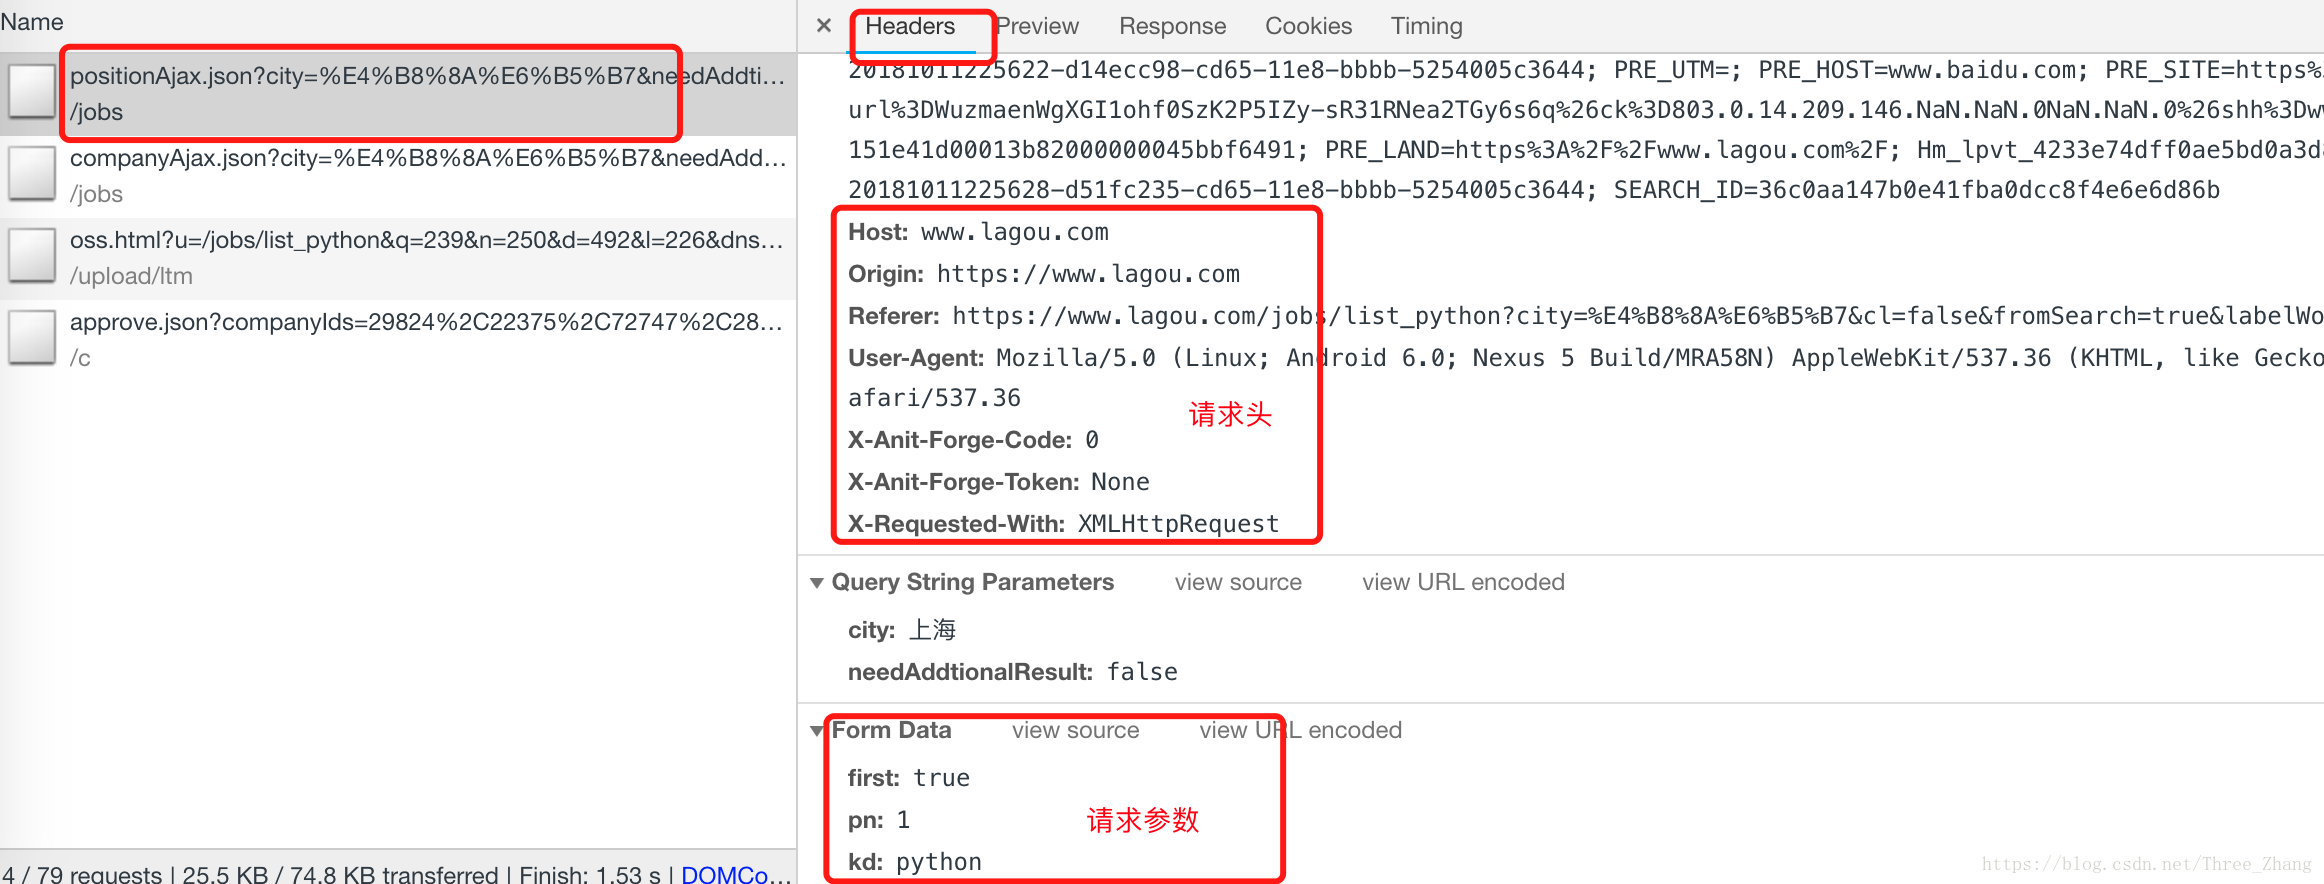 Name
positionAjax.json?city=%E4%B8%8A%E6%B5%B7&needAddti...
/jobs
companyAjax.json?city=%E4%B8%8A%E6%B5%B7&needAdd...
/jobs
oss.html?u=/jobs/list_python&q=239&n=250&d=492&l=226&dns...
/upload/ltm
approve.json?companyIds=29824%2C22375%2C72747%2C28...
/c
4 / 79 requests | 25.5 KB / 74.8 KB transferred | Finish: 1.53 s | DOMCo...
× Headers Preview Response Cookies Timing
20181011225622-d14ecc98-cd65-11e8-bbbb-5254005c3644; PRE_UTM=; PRE_HOST=www.baidu.com; PRE_SITE=https%
url%3DWuzmaenWgXGI1ohf0SzK2P5IZy-sR31RNea2TGy6s6q%26ck%3D803.0.14.209.146.NaN.NaN.0NaN.NaN.0%26shh%3Dw
151e41d00013b82000000045bbf6491; PRE_LAND=https%3A%2F%2Fwww.lagou.com%2F; Hm_lpvt_4233e74dff0ae5bd0a3d
20181011225628-d51fc235-cd65-11e8-bbbb-5254005c3644; SEARCH_ID=36c0aa147b0e41fba0dcc8f4e6e6d86b
Host: www.lagou.com
Origin: https://www.lagou.com
Referer: https://www.lagou.com/jobs/list_python?city=%E4%B8%8A%E6%B5%B7&cl=false&fromSearch=true&labelWo
User-Agent: Mozilla/5.0 (Linux; Android 6.0; Nexus 5 Build/MRA58N) AppleWebKit/537.36 (KHTML, like Gecko
afari/537.36
请求头
X-Anit-Forge-Code: 0
X-Anit-Forge-Token: None
X-Requested-With: XMLHttpRequest
Query String Parameters view source view URL encoded
city: 上海
needAddtionalResult: false
Form Data view source view URL encoded
first: true
pn: 1
请求参数
kd: python
https://blog.csdn.net/Three_Zhang